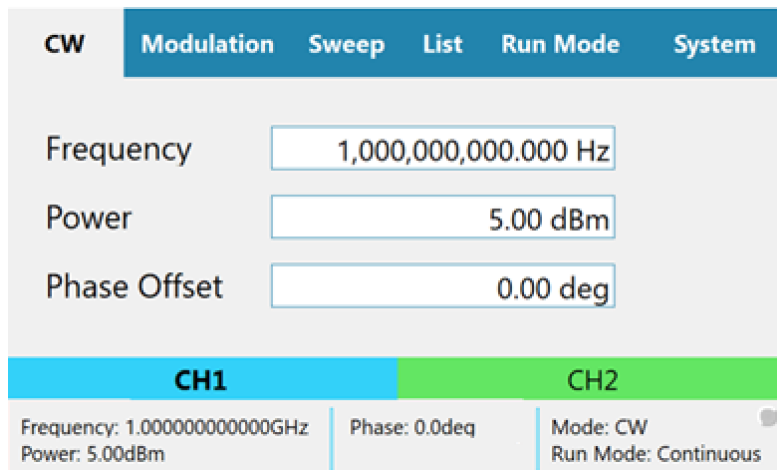 CW Modulation Sweep List Run Mode System
Frequency 1,000,000,000.000 Hz
Power 5.00 dBm
Phase Offset 0.00 deg
CH1 CH2
Frequency: 1.000000000000GHz Phase: 0.0deg Mode: CW
Power: 5.00dBm Run Mode: Continuous